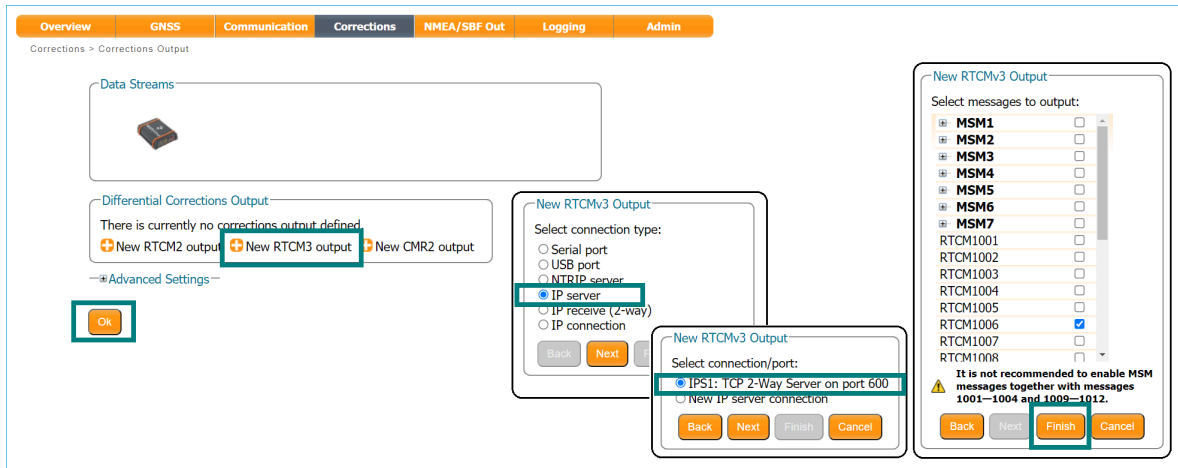 Overview GNSS Communication Corrections NMEA/SBF Out Logging Admin
Corrections > Corrections Output
Data Streams
Differential Corrections Output
There is currently no corrections output defined
New RTCM2 output New RTCM3 output New CMR2 output
Advanced Settings
Ok
New RTCMv3 Output
Select connection type:
Serial port
USB port
NTRIP server
IP server
IP receive (2-way)
IP connection
Back Next F
New RTCMv3 Output
Select connection/port:
IPS1: TCP 2-Way Server on port 600
New IP server connection
Back Next Finish Cancel
New RTCMv3 Output
Select messages to output:
MSM1
MSM2
MSM3
MSM4
MSM5
MSM6
MSM7
RTCM1001
RTCM1002
RTCM1003
RTCM1004
RTCM1005
RTCM1006
RTCM1007
RTCM1008
It is not recommended to enable MSM
messages together with messages
1001—1004 and 1009—1012.
Back Next Finish Cancel